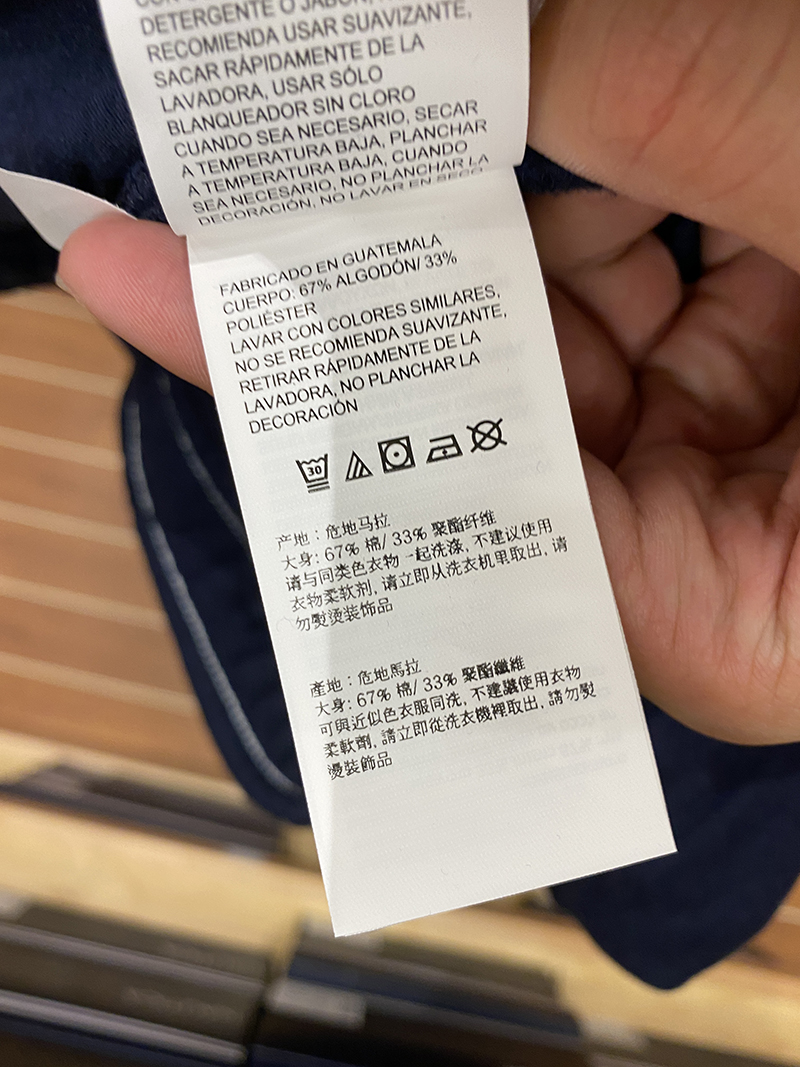 DETERGENTE O JABÓN,
RECOMIENDA USAR SUAVIZANTE,
SACAR RÁPIDAMENTE DE LA
LAVADORA, USAR SÓLO
BLANQUEADOR SIN CLORO
CUANDO SEA NECESARIO, SECAR
A TEMPERATURA BAJA, PLANCHAR
A TEMPERATURA BAJA, CUANDO
SEA NECESARIO, NO PLANCHAR LA
DECORACIÓN, NO LAVAR EN SECO
FABRICADO EN GUATEMALA
CUERPO: 67% ALGODÓN/ 33%
POLIÉSTER
LAVAR CON COLORES SIMILARES,
NO SE RECOMIENDA SUAVIZANTE,
RETIRAR RÁPIDAMENTE DE LA
LAVADORA, NO PLANCHAR LA
DECORACIÓN
30
产地：危地马拉
大身: 67% 棉/ 33% 聚酯纤维
请与同类色衣物一起洗涤, 不建议使用
衣物柔软剂, 请立即从洗衣机里取出, 请
勿熨烫装饰品
產地：危地馬拉
大身: 67% 棉/ 33% 聚酯纖維
可與近似色衣服同洗, 不建議使用衣物
柔軟劑, 請立即從洗衣機裡取出, 請勿熨
燙裝飾品